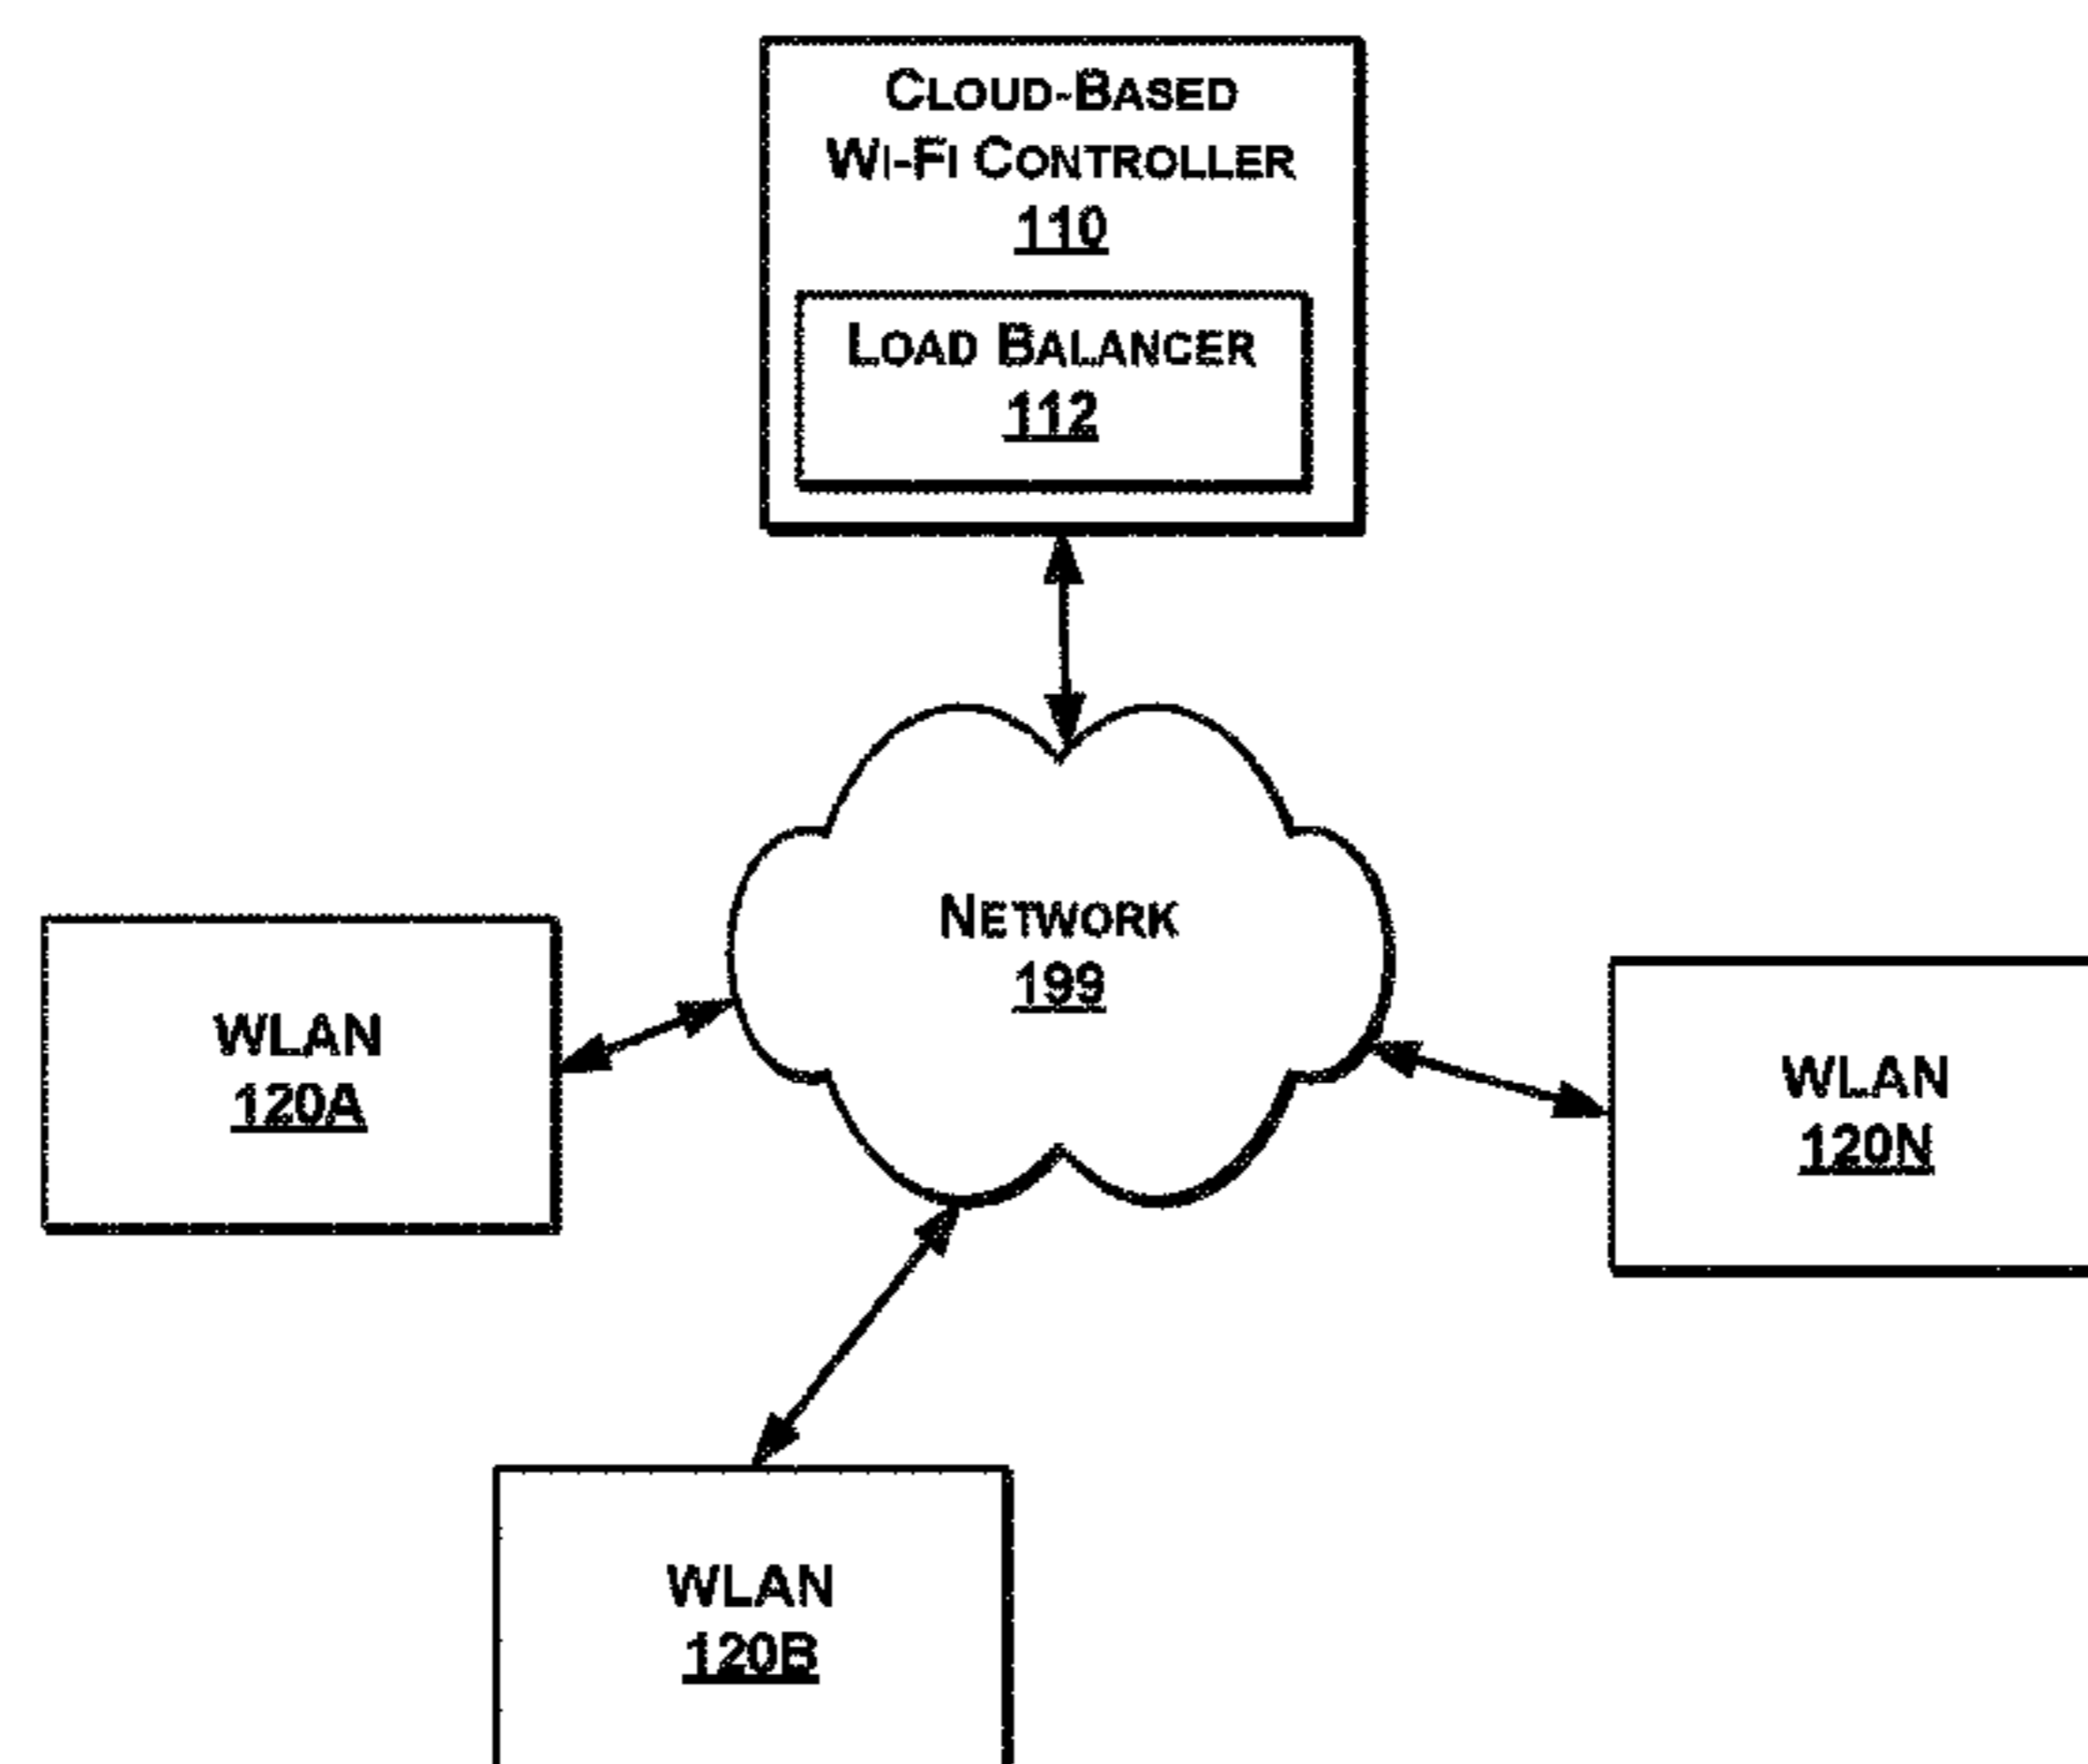 CLOUD-BASED
WI-FI CONTROLLER
110
LOAD BALANCER
112
NETWORK
199
WLAN
120A
WLAN
120N
WLAN
120B